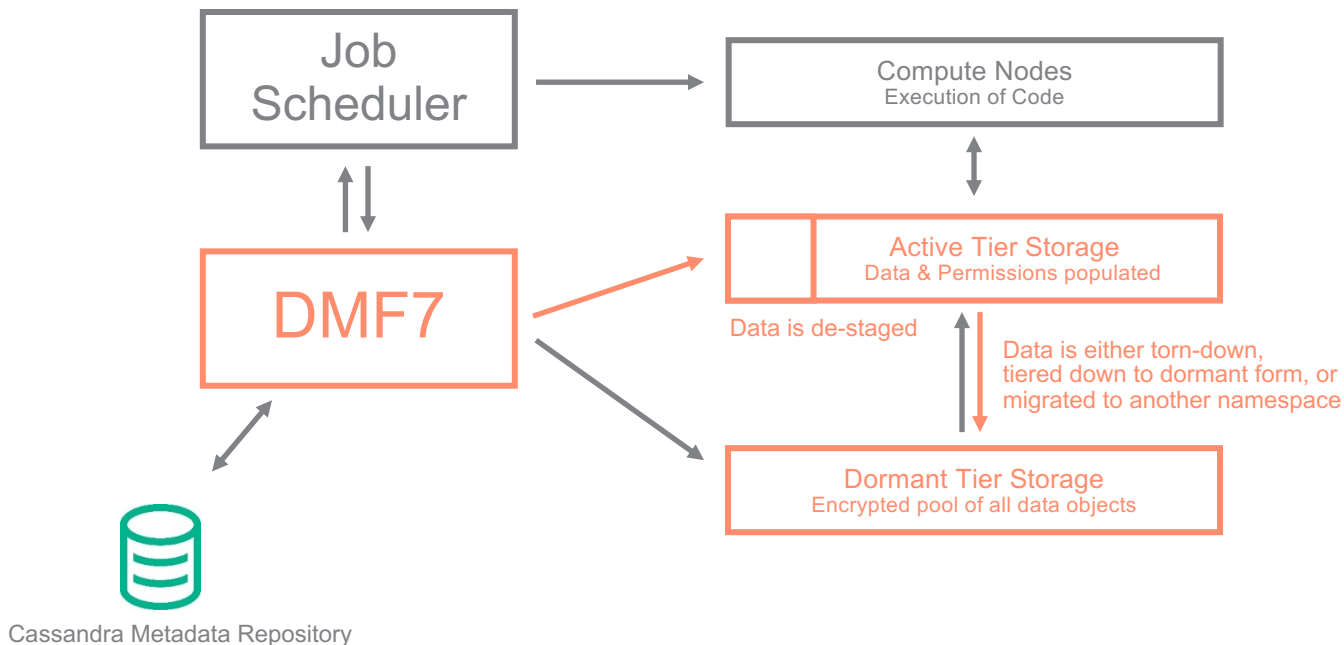 Job
Scheduler
Compute Nodes
Execution of Code
DMF7
Active Tier Storage
Data & Permissions populated
Data is de-staged
Data is either torn-down,
tiered down to dormant form, or
migrated to another namespace
Dormant Tier Storage
Encrypted pool of all data objects
Cassandra Metadata Repository